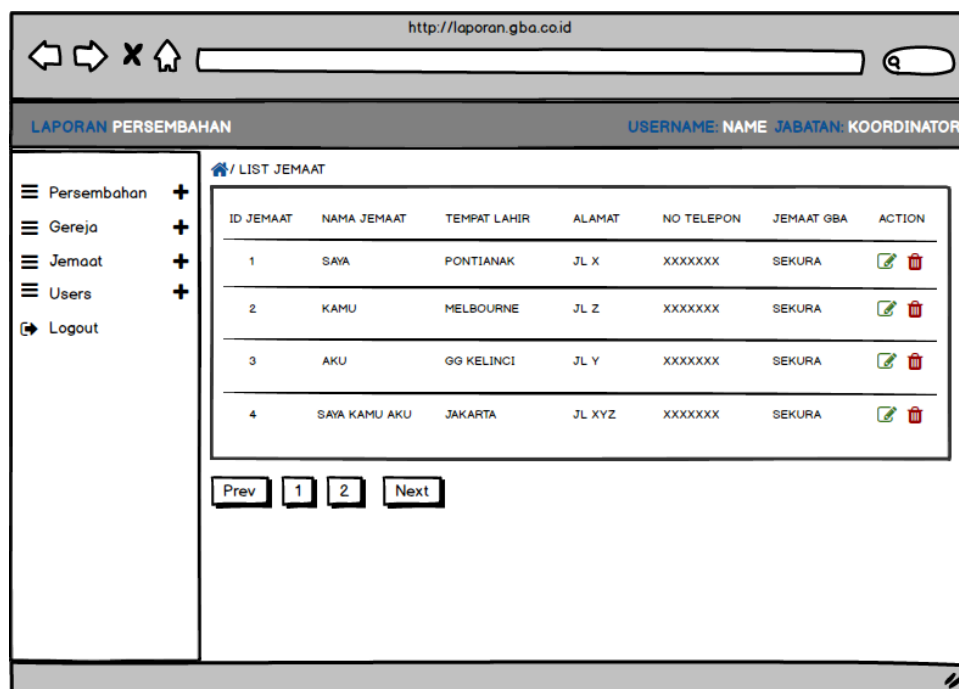 http://laporan.gba.co.id
LAPORAN PERSEMBAHAN
USERNAME: NAME JABATAN: KOORDINATOR
Persembahan
Gereja
Jemaat
Users
Logout
/ LIST JEMAAT
ID JEMAAT NAMA JEMAAT TEMPAT LAHIR ALAMAT NO TELEPON JEMAAT GBA ACTION
1 SAYA PONTIANAK JL X XXXXXXX SEKURA
2 KAMU MELBOURNE JL Z XXXXXXX SEKURA
3 AKU GG KELINCI JL Y XXXXXXX SEKURA
4 SAYA KAMU AKU JAKARTA JL XYZ XXXXXXX SEKURA
Prev 1 2 Next